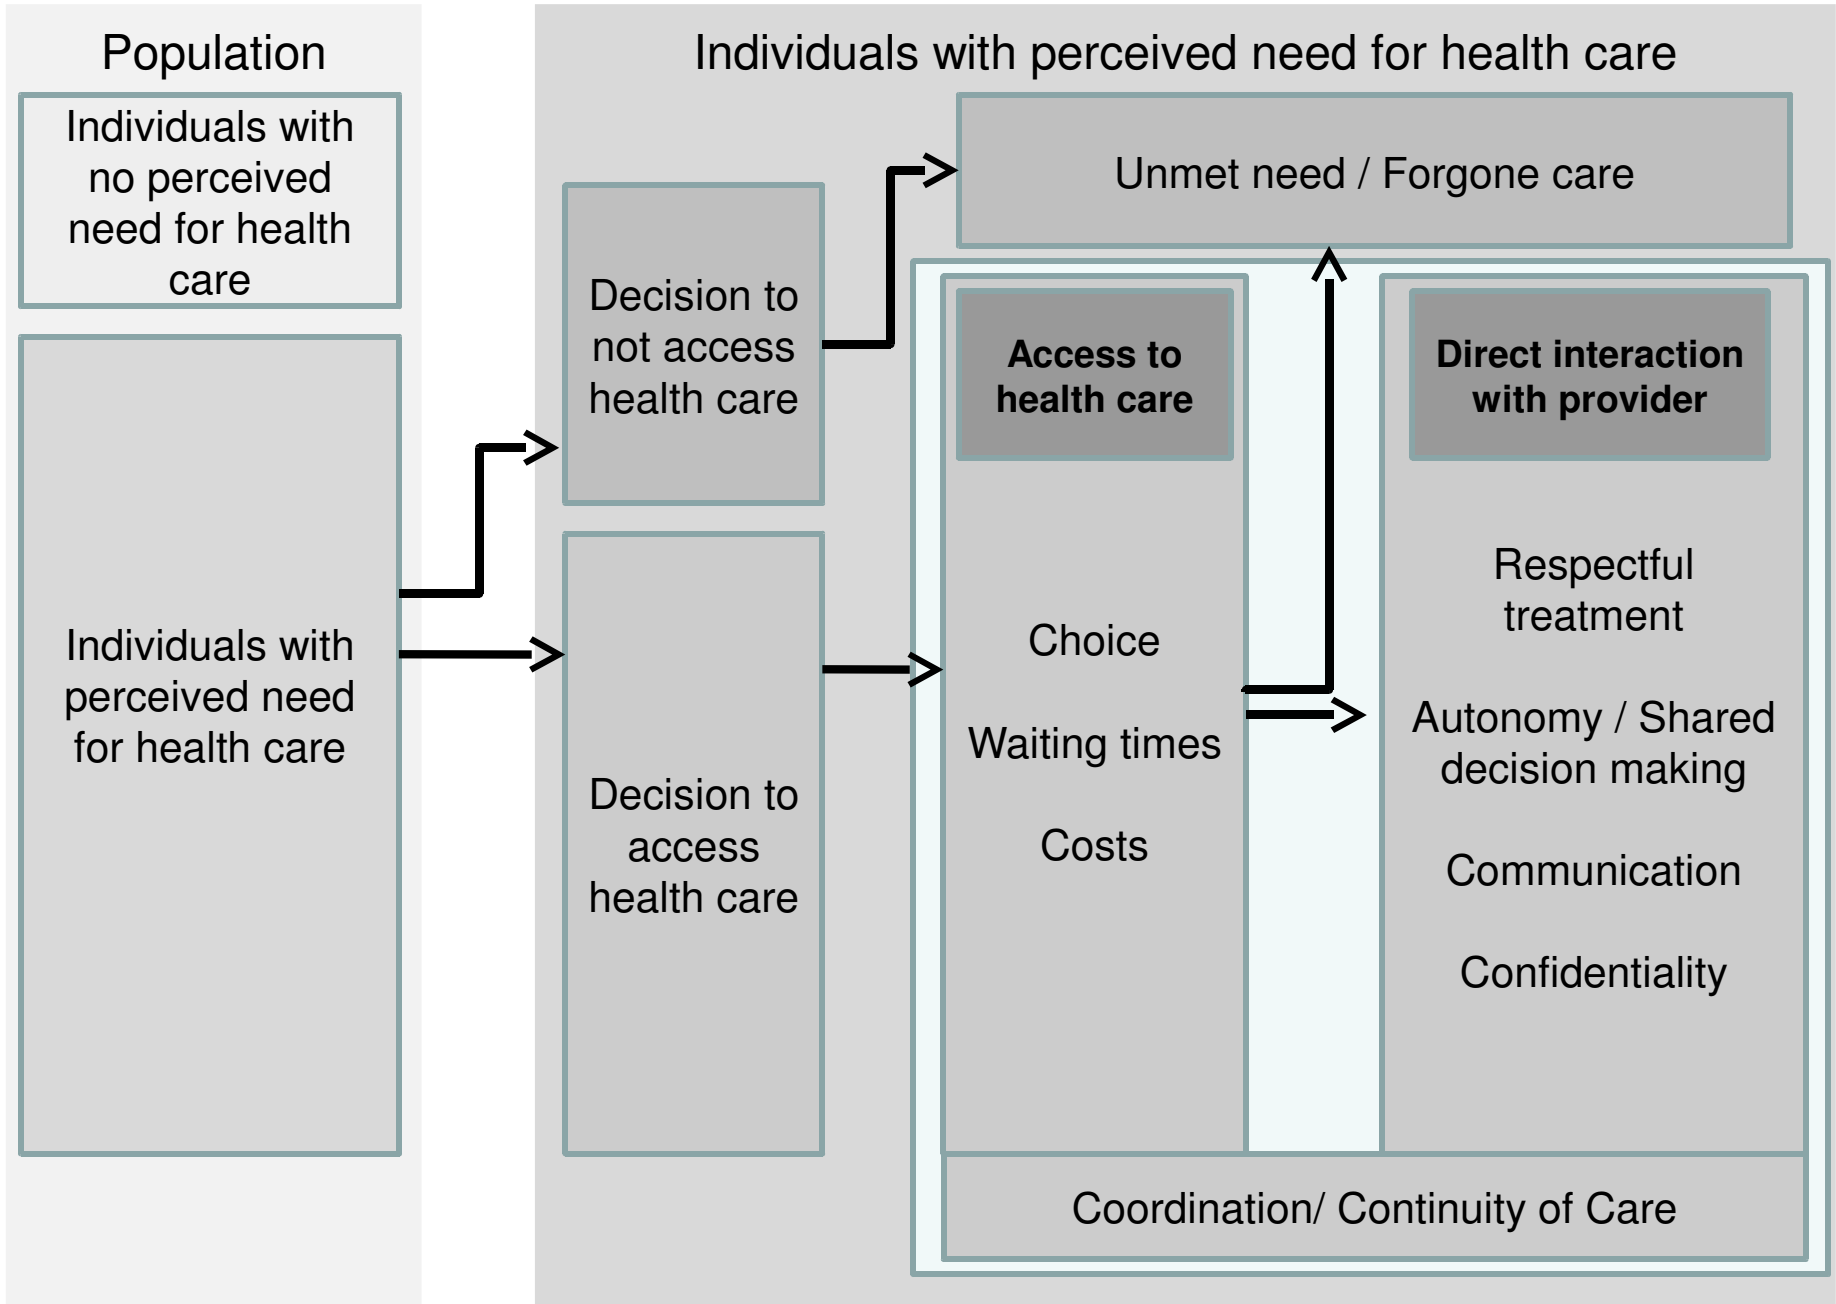 Population
Individuals with
no perceived
need for health
care
Individuals with
perceived need
for health care
Individuals with perceived need for health care
Decision to
not access
health care
Decision to
access
health care
Unmet need / Forgone care
Access to
health care
Choice
Waiting times
Costs
Direct interaction
with provider
Respectful
treatment
Autonomy / Shared
decision making
Communication
Confidentiality
Coordination/ Continuity of Care